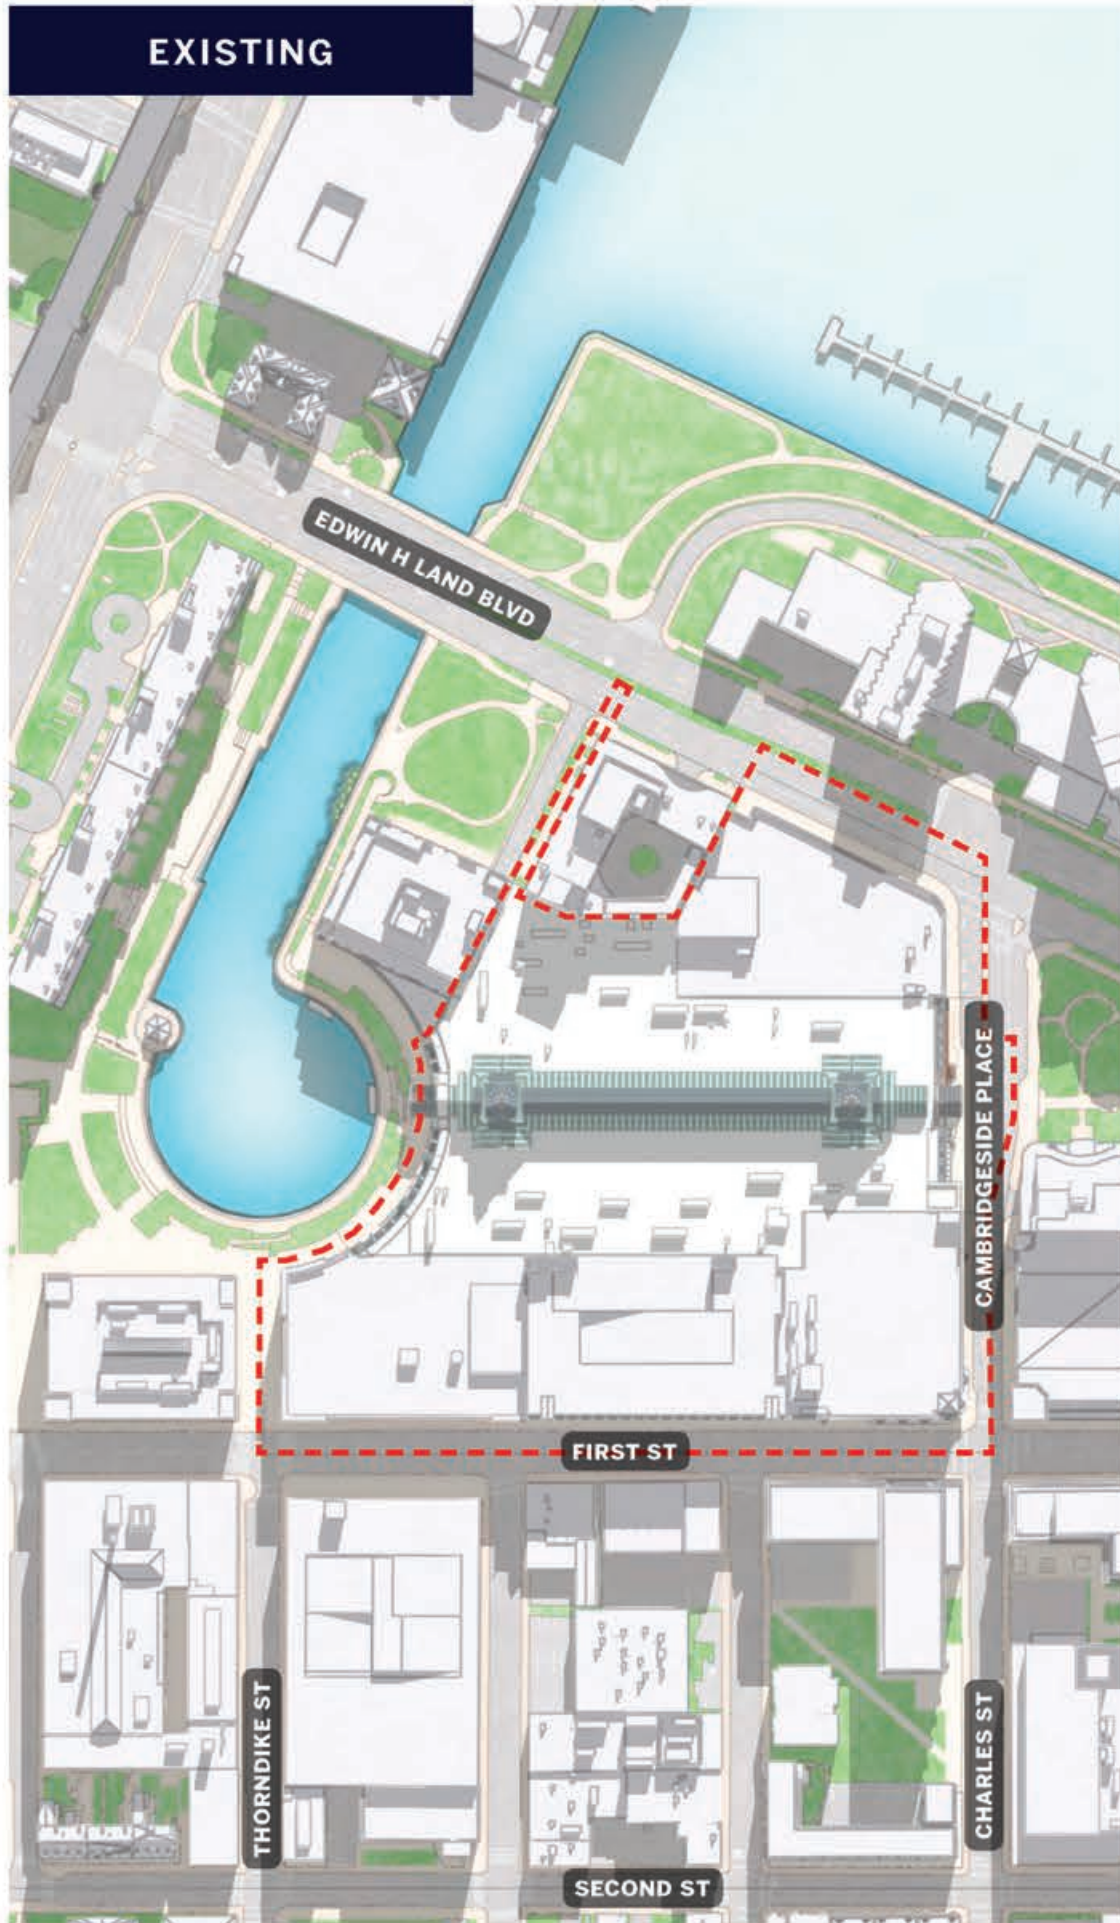 EXISTING
EDWIN H LAND BLVD
CAMBRIDGESIDE PLACE
FIRST ST
THORNDIKE ST
CHARLES ST
SECOND ST